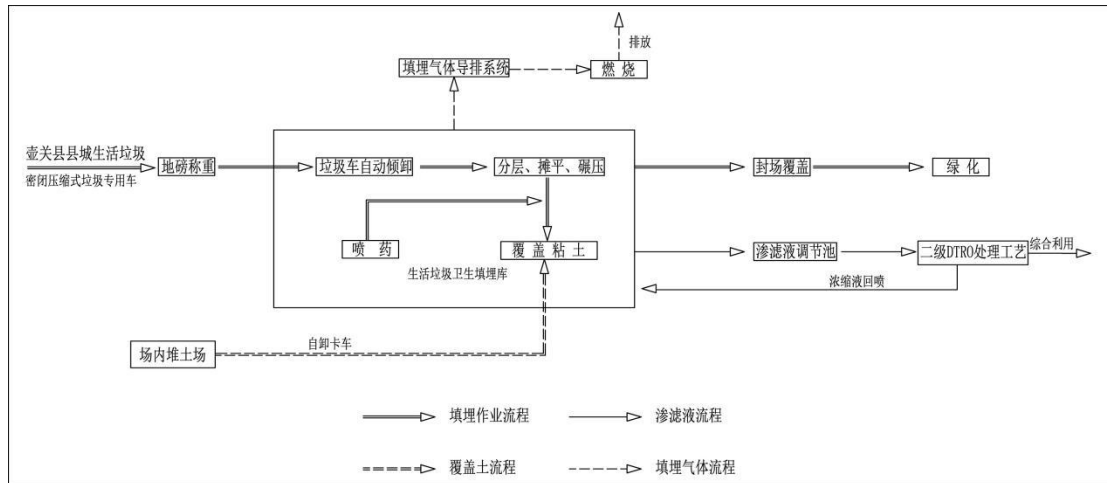 排放
填埋气体导排系统
燃烧
壶关县县城生活垃圾
密闭压缩式垃圾专用车
地磅称重
垃圾车自动倾卸
分层、摊平、碾压
封场覆盖
绿化
喷药
覆盖粘土
生活垃圾卫生填埋库
渗滤液调节池
二级DTRO处理工艺
综合利用
浓缩液回喷
场内堆土场
自卸卡车
填埋作业流程
渗滤液流程
覆盖土流程
填埋气体流程